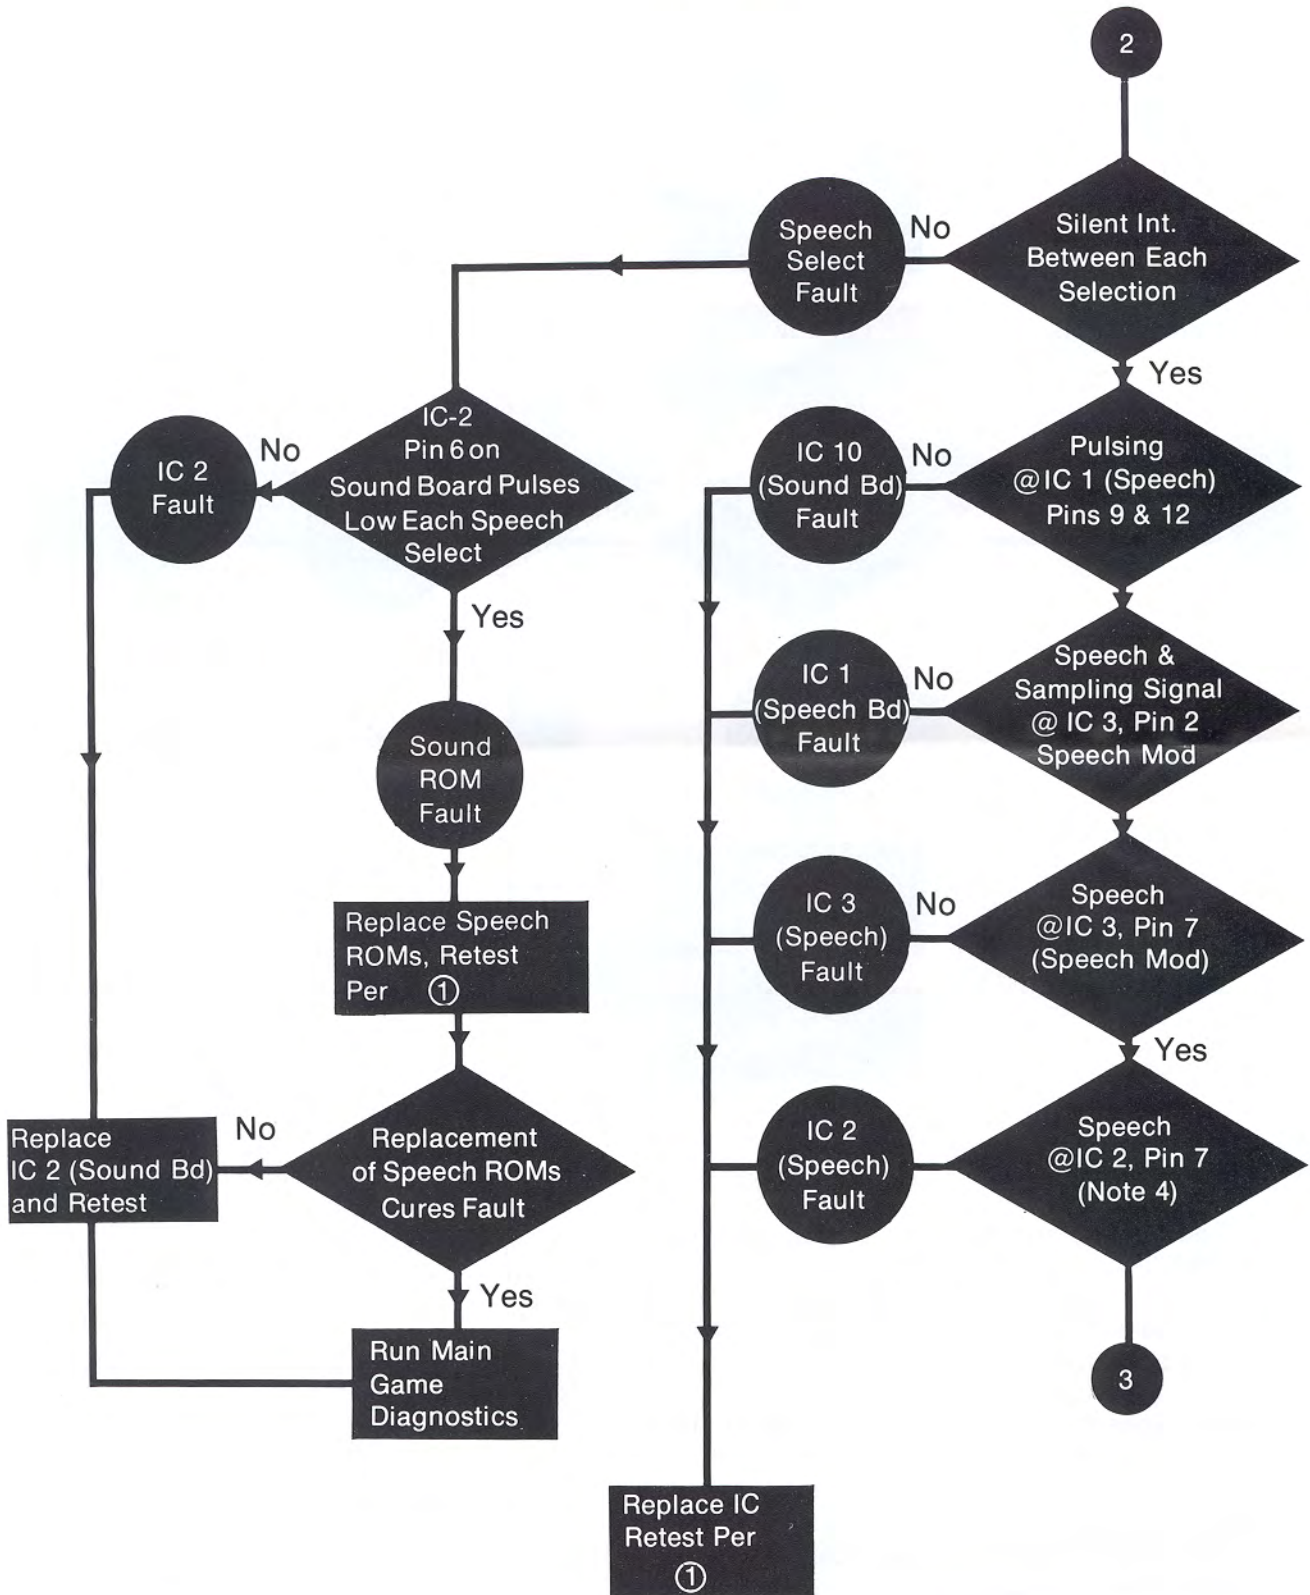 2
Silent Int.
Between Each
Selection
No
Speech
Select
Fault
Yes
IC-2
Pin 6 on
Sound Board Pulses
Low Each Speech
Select
No
IC 2
Fault
Yes
Sound
ROM
Fault
Replace Speech
ROMs, Retest
Per ①
Replacement
of Speech ROMs
Cures Fault
No
Replace
IC 2 (Sound Bd)
and Retest
Yes
Run Main
Game
Diagnostics
Pulsing
@IC 1 (Speech)
Pins 9 & 12
No
IC 10
(Sound Bd)
Fault
Speech &
Sampling Signal
@ IC 3, Pin 2
Speech Mod
No
IC 1
(Speech Bd)
Fault
Speech
@IC 3, Pin 7
(Speech Mod)
No
IC 3
(Speech)
Fault
Yes
Speech
@IC 2, Pin 7
(Note 4)
IC 2
(Speech)
Fault
3
Replace IC
Retest Per
①